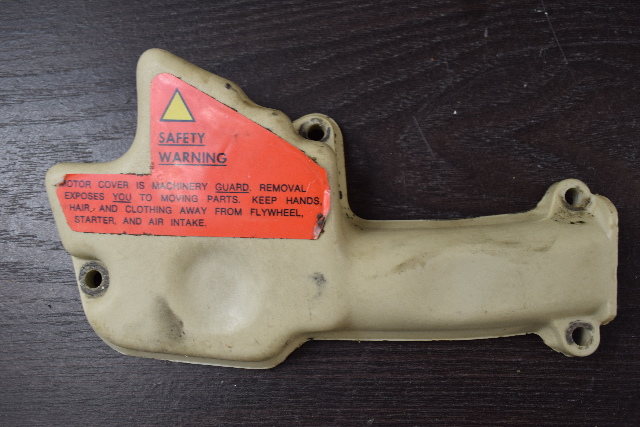 SAFETY
WARNING
MOTOR COVER IS MACHINERY GUARD. REMOVAL
EXPOSES YOU TO MOVING PARTS. KEEP HANDS,
HAIR, AND CLOTHING AWAY FROM FLYWHEEL,
STARTER, AND AIR INTAKE.